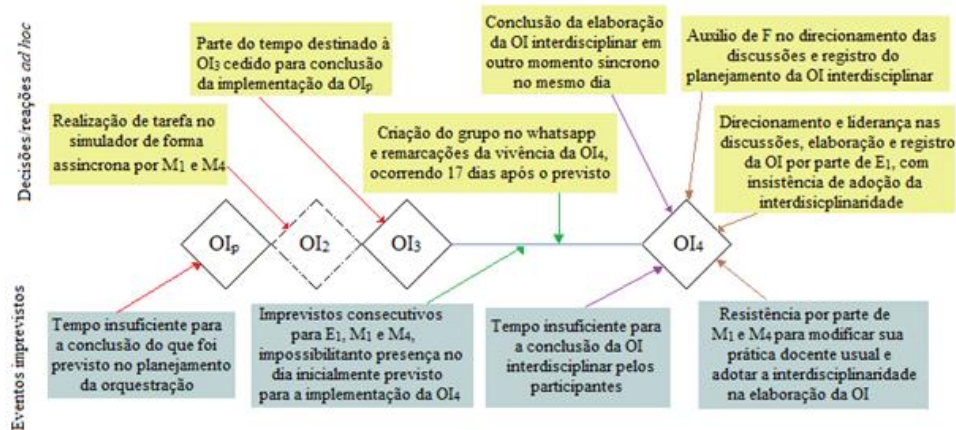 Decisões/reações ad hoc
Parte do tempo destinado à
OI₃ cedido para conclusão
da implementação da OIₚ
Conclusão da elaboração
da OI interdisciplinar em
outro momento síncrono
no mesmo dia
Auxilio de F no direcionamento das
discussões e registro do
planejamento da OI interdisciplinar
Realização de tarefa no
simulador de forma
assincrona por M₁ e M₄
Criação do grupo no whatsapp
e remarcações da vivência da OI₄,
ocorrendo 17 dias após o previsto
Direcionamento e liderança nas
discussões, elaboração e registro
da OI por parte de E₁, com
insistência de adoção da
interdisicplinaridade
OIₚ
OI₂
OI₃
OI₄
Eventos imprevistos
Tempo insuficiente para
a conclusão do que foi
previsto no planejamento
da orquestração
Imprevistos consecutivos
para E₁, M₁ e M₄,
impossibilitanto presença no
dia inicialmente previsto
para a implementação da OI₄
Tempo insuficiente para
a conclusão da OI
interdisciplinar pelos
participantes
Resistência por parte de
M₁ e M₄ para modificar sua
prática docente usual e
adotar a interdisciplinaridade
na elaboração da OI